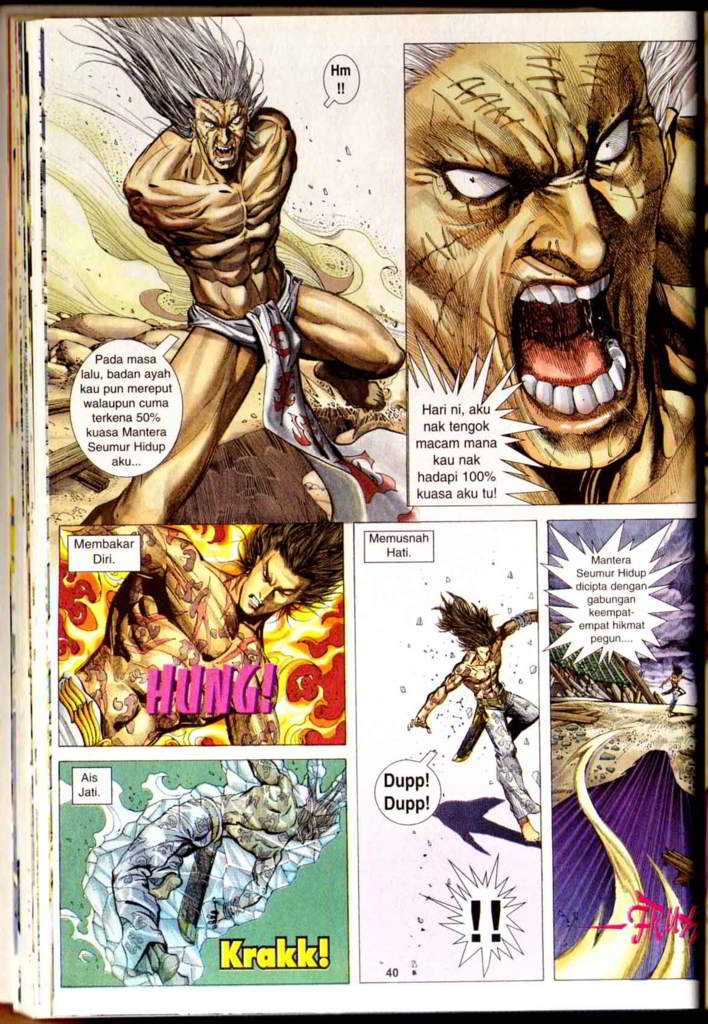 Hm
!!
Pada masa
lalu, badan aku
kau pun mereput
walaupun cuma
terkena 50%
kuasa Mantera
Seumur Hidup
aku...
Hari ni, aku
nak tengok
macam mana
kau nak
hadapi 100%
kuasa aku tu!
Membakar
Diri.
HUNG!
Memusnah
Hati.
Dupp!
Dupp!
!!
Mantera
Seumur Hidup
dicipta dengan
gabungan
keempat-
empat hikmat
pegun....
Ais
Jati.
Krakk!
40